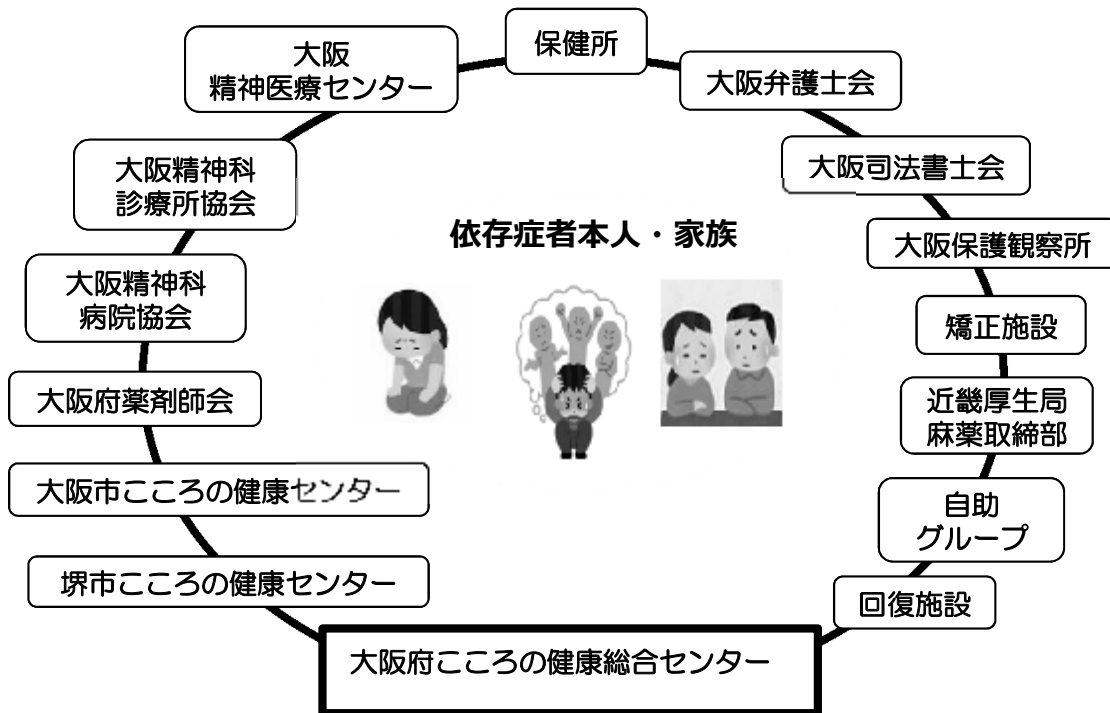 保健所
大阪
精神医療センター
大阪弁護士会
大阪精神科
診療所協会
大阪司法書士会
依存症者本人・家族
大阪保護観察所
大阪精神科
病院協会
矯正施設
大阪府薬剤師会
近畿厚生局
麻薬取締部
大阪市こころの健康センター
自助
グループ
堺市こころの健康センター
回復施設
大阪府こころの健康総合センター